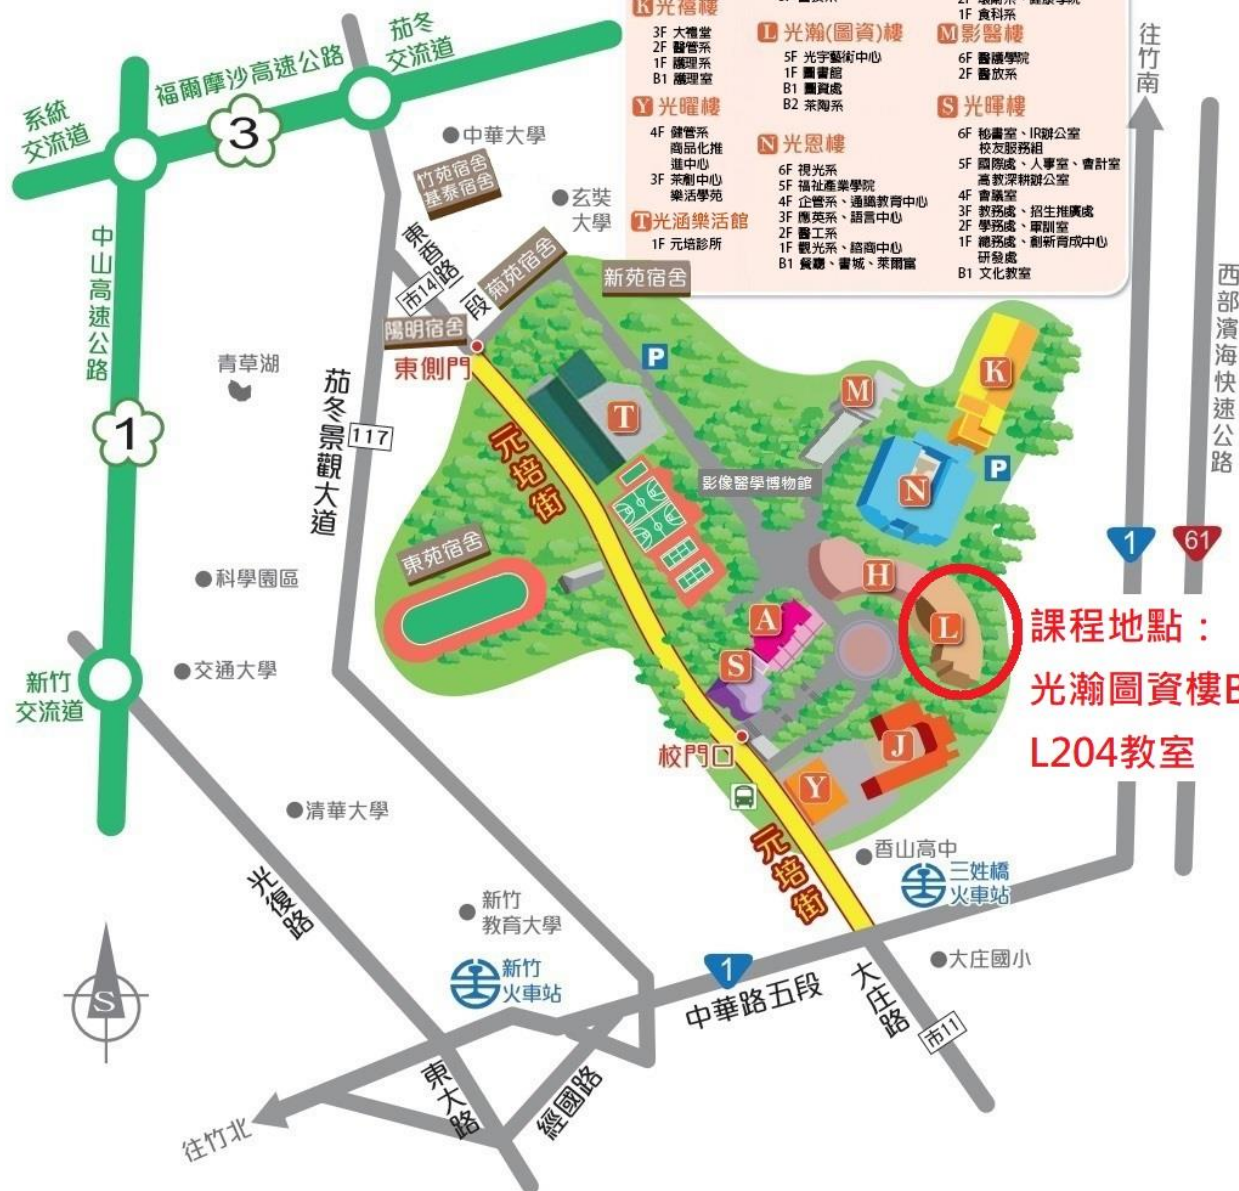 K 光禧樓
3F 大禮堂
2F 醫管系
1F 護理系
B1 護理室
Y 光曜樓
4F 健管系
商品化推
進中心
3F 茶創中心
樂活學苑
T 光涵樂活館
1F 元培診所
L 光瀚(圖資)樓
5F 光宇藝術中心
1F 圖書館
B1 圖資處
B2 茶陶系
N 光恩樓
6F 視光系
5F 福祉產業學院
4F 企管系、通識教育中心
3F 應英系、語言中心
2F 醫工系
1F 觀光系、諮商中心
B1 餐廳、書城、萊爾富
1F 食科系
M 影醫樓
6F 醫護學院
2F 醫放系
S 光暉樓
6F 秘書室、IR辦公室
校友服務組
5F 國際處、人事室、會計室
高教深耕辦公室
4F 會議室
3F 教務處、招生推廣處
2F 學務處、軍訓室
1F 總務處、創新育成中心
研發處
B1 文化教室
系統
交流道
福爾摩沙高速公路
3
茄冬
交流道
中華大學
竹苑宿舍
基泰宿舍
玄奘
大學
往竹南
西部濱海快速公路
中山高速公路
1
東香路一段
市14
菊苑宿舍
新苑宿舍
陽明宿舍
東側門
青草湖
茄冬景觀大道
117
P
T
M
K
元培街
影像醫學博物館
N
P
東苑宿舍
科學園區
H
1
61
A
L
課程地點：
光瀚圖資樓B
L204教室
交通大學
新竹
交流道
S
校門口
J
Y
清華大學
元培街
香山高中
三姓橋
火車站
光復路
新竹
教育大學
新竹
火車站
1
中華路五段
大庄路
大庄國小
市11
S
東大路
經國路
往竹北